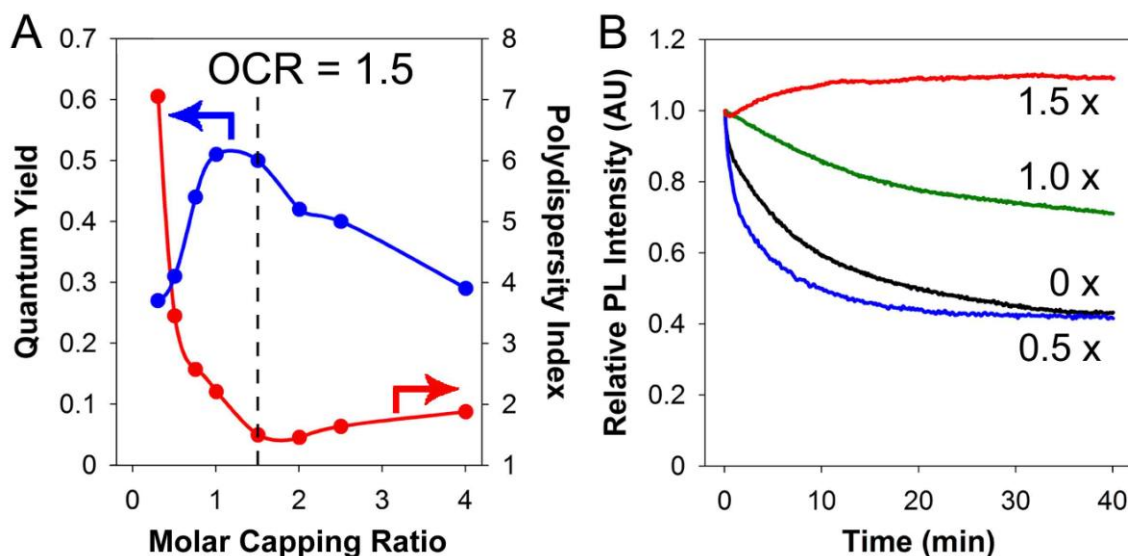 A
OCR = 1.5
Quantum Yield
0.7
0.6
0.5
0.4
0.3
0.2
0.1
0
8
7
6
5
4
3
2
1
Polydispersity Index
0 1 2 3 4
Molar Capping Ratio
B
Relative PL Intensity (AU)
1.2
1.0
0.8
0.6
0.4
0.2
0
1.5 x
1.0 x
0 x
0.5 x
0 10 20 30 40
Time (min)